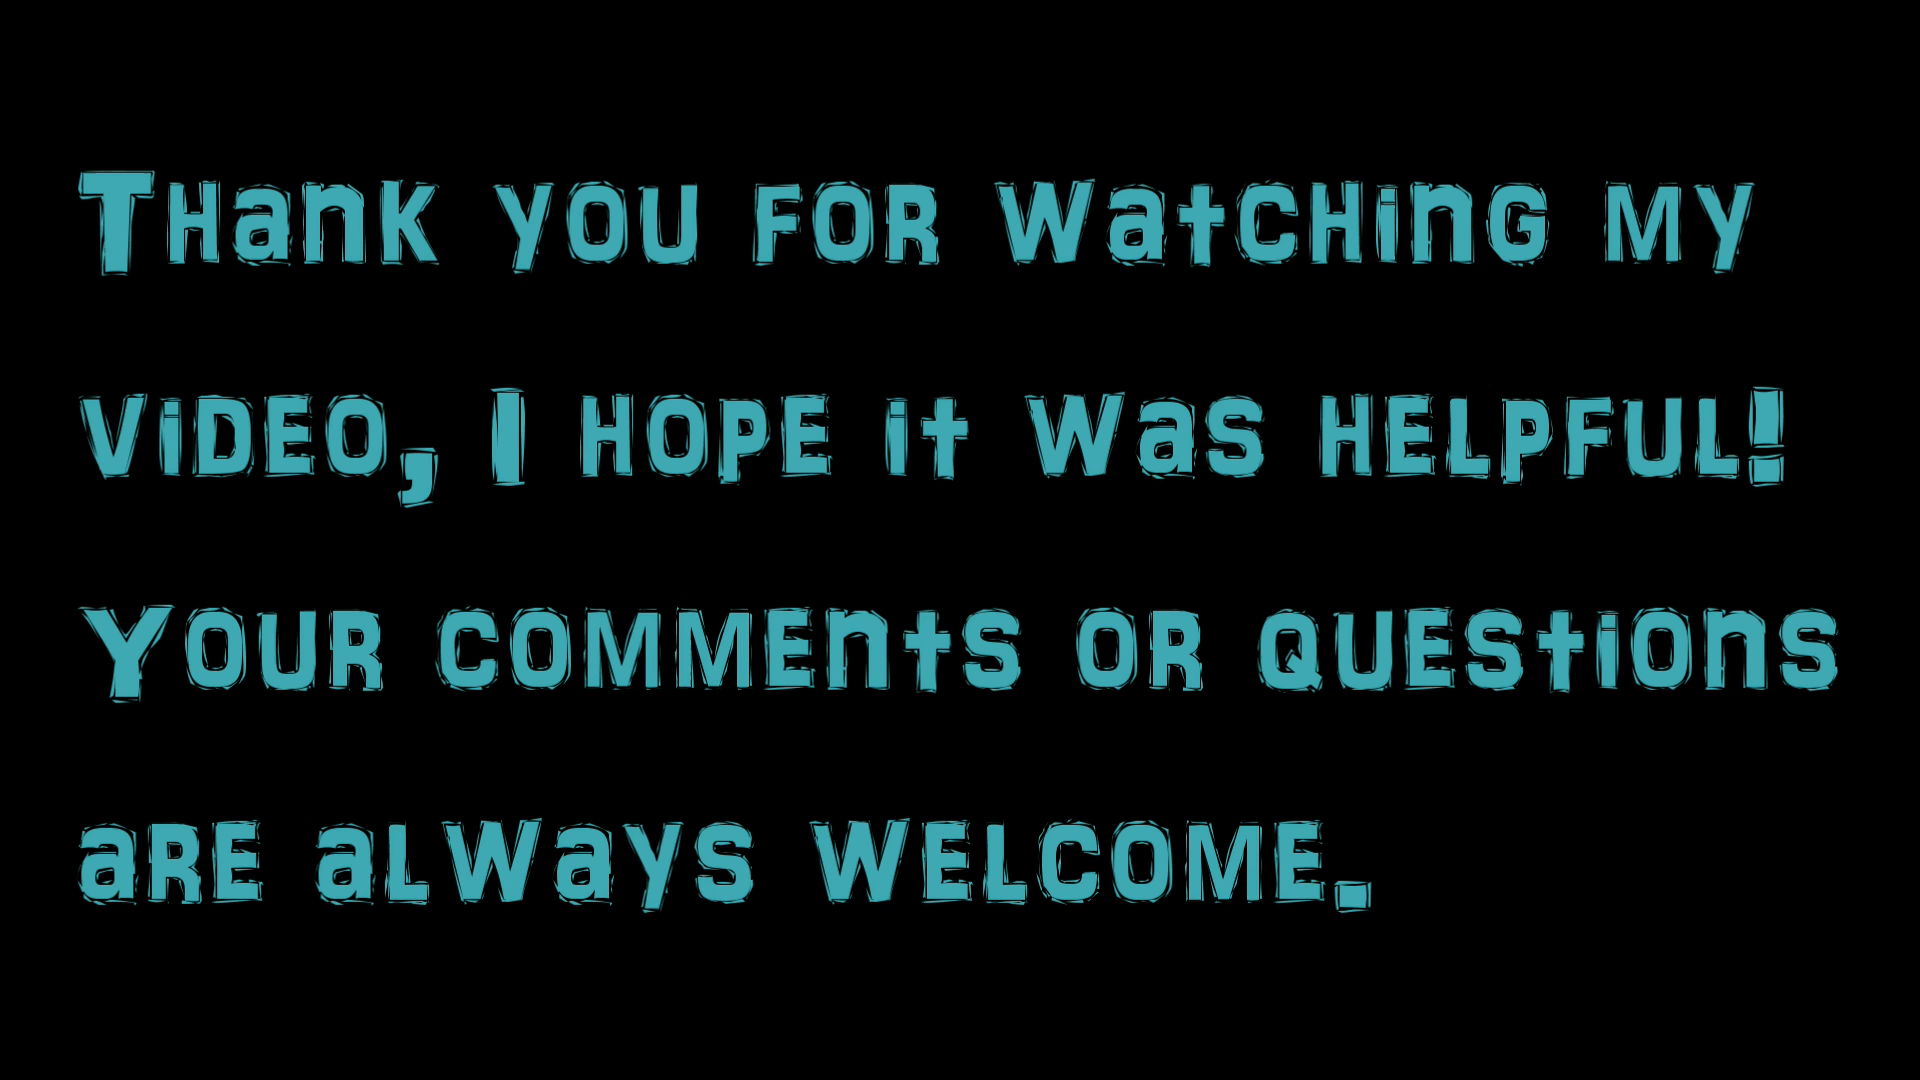 Thank you for watching my
video, I hope it was helpful!
Your comments or questions
are always welcome.